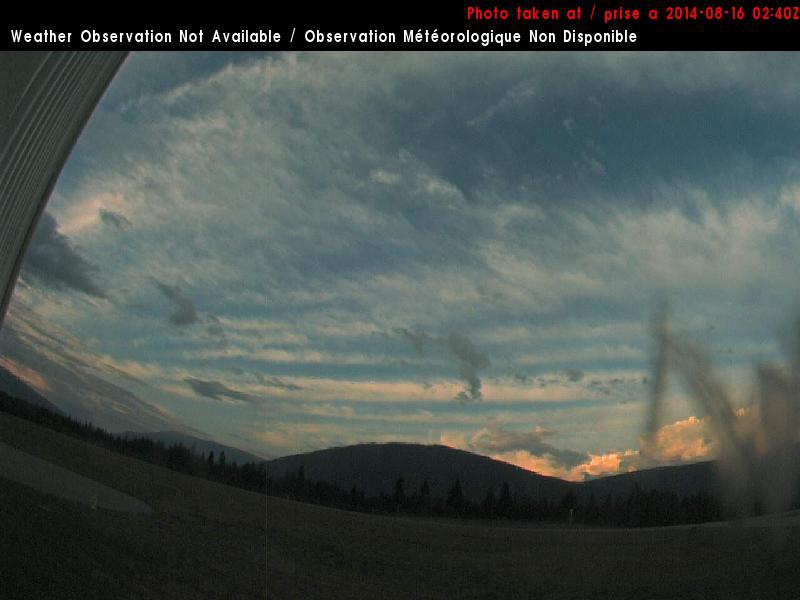 Photo taken at / prise a 2014-08-16 02:40Z
Weather Observation Not Available / Observation Météorologique Non Disponible